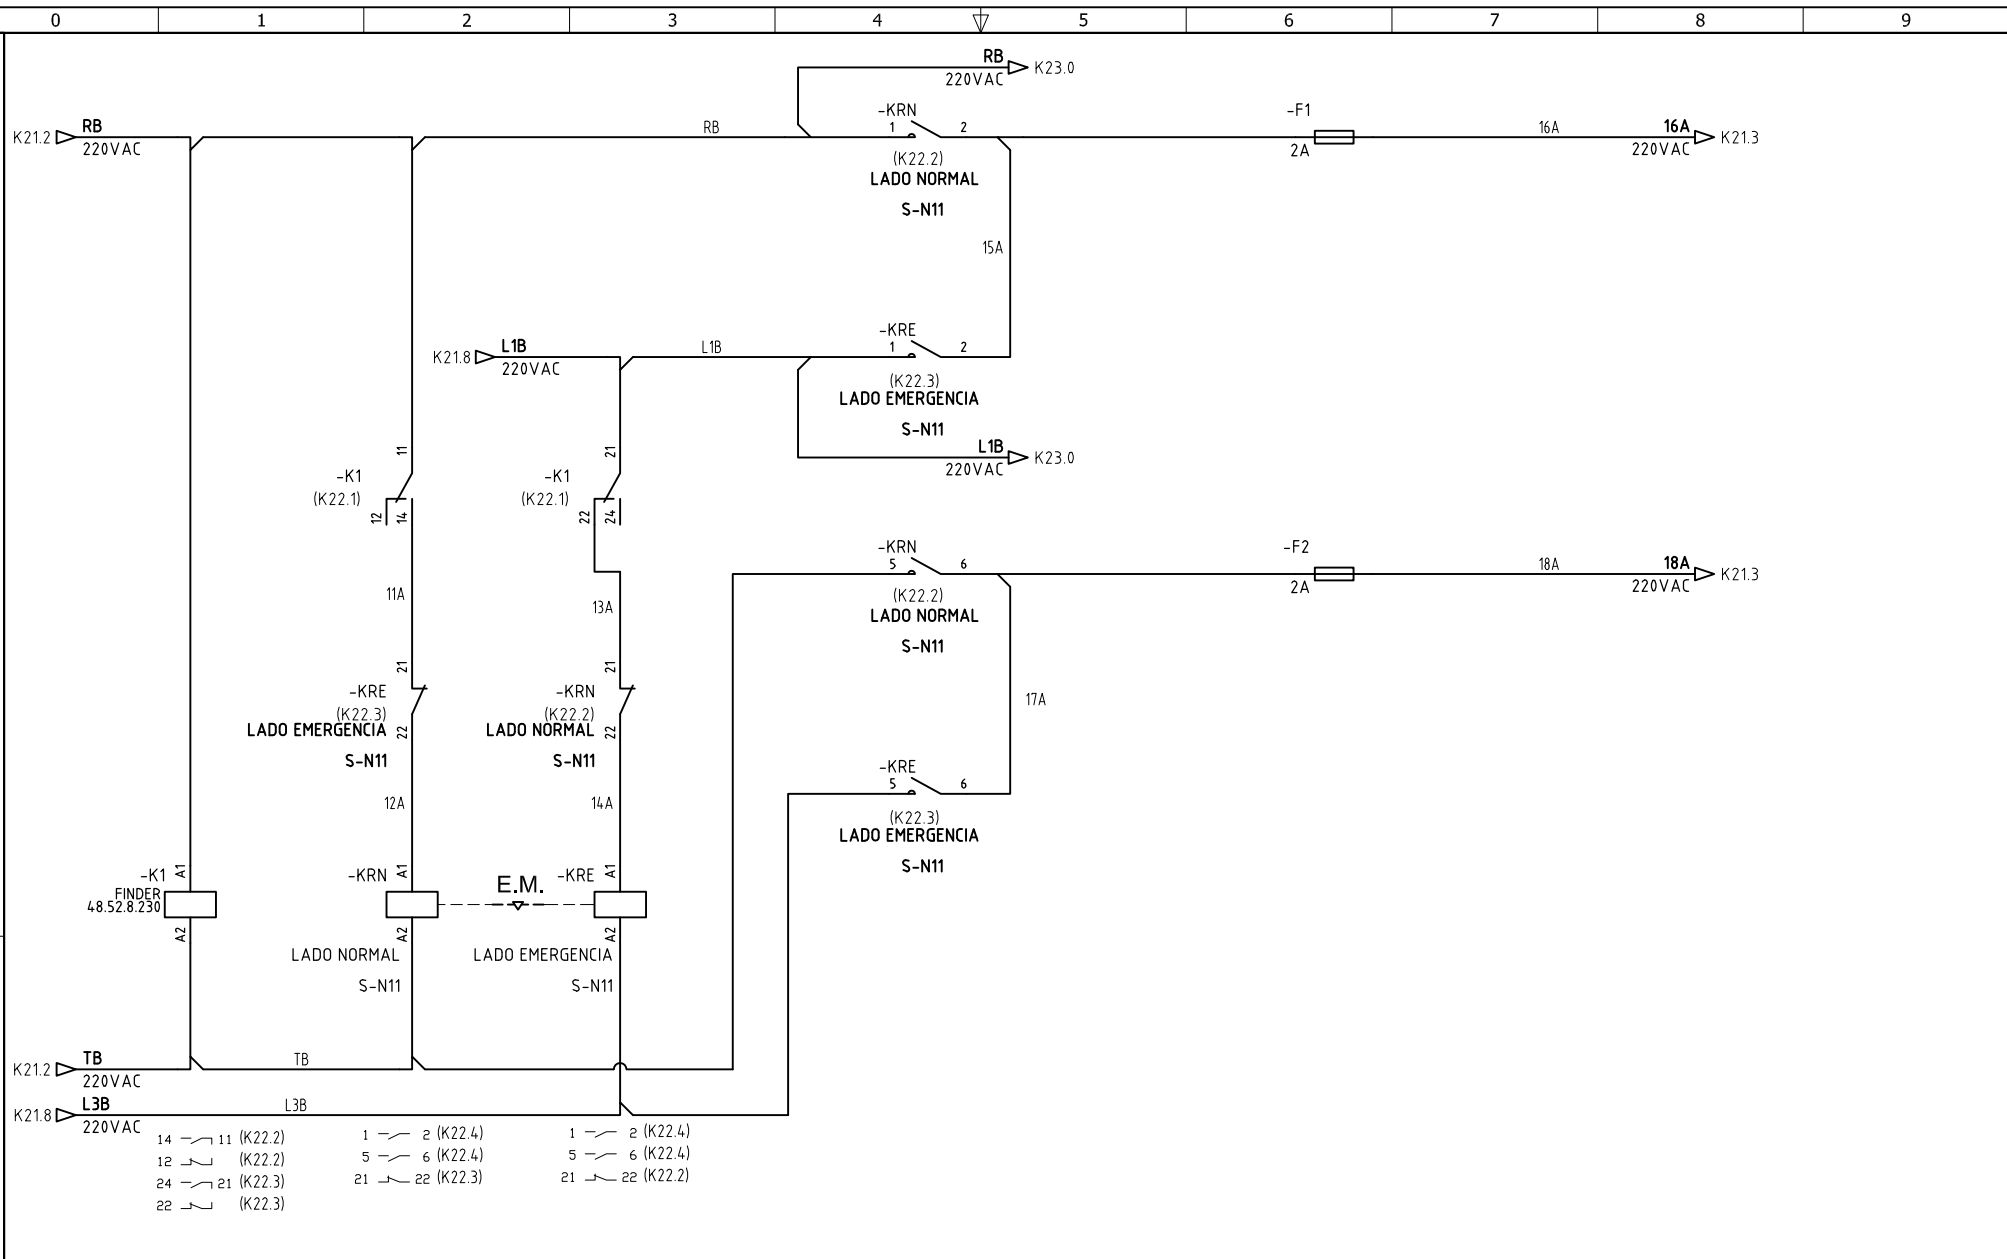 0 1 2 3 4 5 6 7 8 9
RB
220VAC
K23.0
K21.2
RB
220VAC
RB
-KRN
1 2
(K22.2)
LADO NORMAL
S-N11
-F1
2A
16A
16A
220VAC
K21.3
15A
K21.8
L1B
220VAC
L1B
-KRE
1 2
(K22.3)
LADO EMERGENCIA
S-N11
L1B
220VAC
K23.0
11
-K1
(K22.1)
12 14
21
-K1
(K22.1)
22 24
-KRN
5 6
(K22.2)
LADO NORMAL
S-N11
-F2
2A
18A
18A
220VAC
K21.3
11A
13A
21
-KRE
(K22.3)
LADO EMERGENCIA
22
S-N11
21
-KRN
(K22.2)
LADO NORMAL
22
S-N11
17A
12A
14A
-KRE
5 6
(K22.3)
LADO EMERGENCIA
S-N11
-K1
A1
FINDER
48.52.8.230
A2
-KRN
A1
A2
E.M.
-KRE
A1
A2
LADO NORMAL
S-N11
LADO EMERGENCIA
S-N11
K21.2
TB
220VAC
TB
K21.8
L3B
220VAC
L3B
14 11 (K22.2)
12 (K22.2)
24 21 (K22.3)
22 (K22.3)
1 2 (K22.4)
5 6 (K22.4)
21 22 (K22.3)
1 2 (K22.4)
5 6 (K22.4)
21 22 (K22.2)